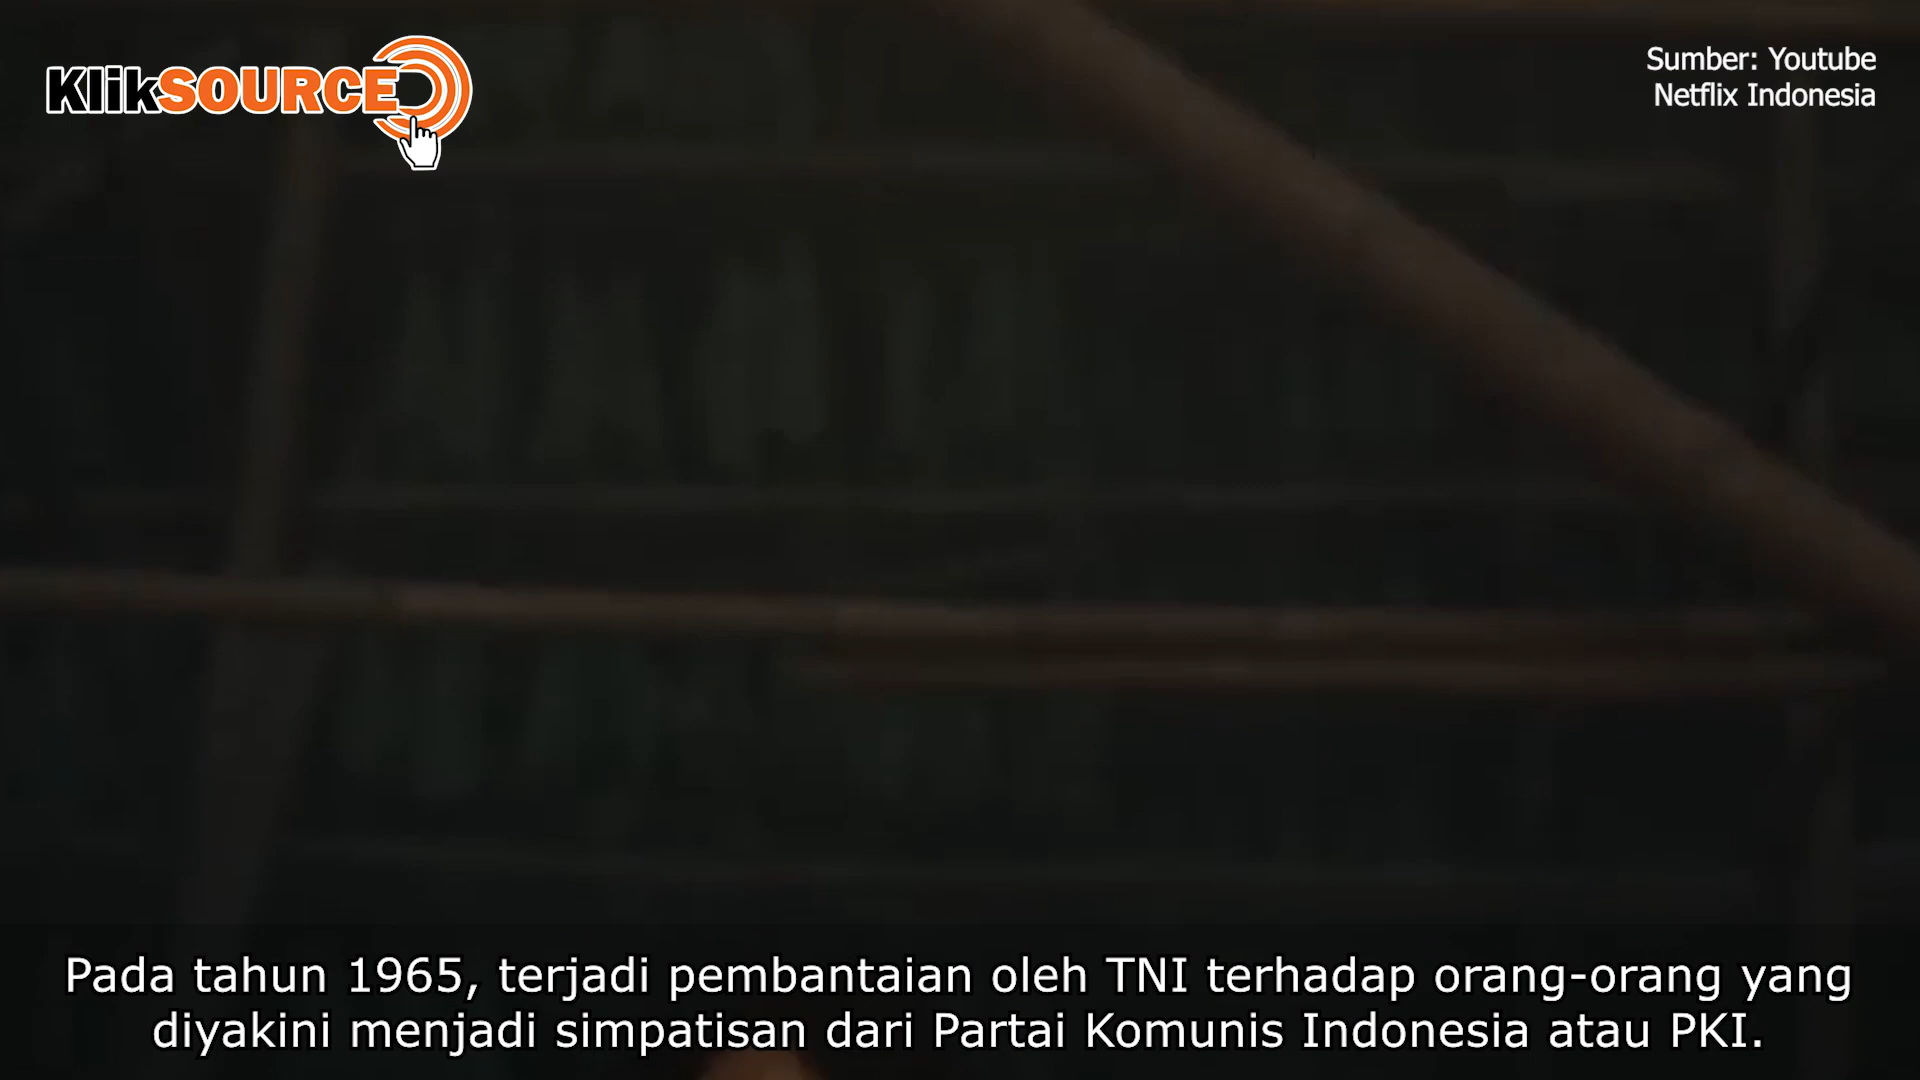 KlikSOURCE
Sumber: Youtube
Netflix Indonesia
Pada tahun 1965, terjadi pembantaian oleh TNI terhadap orang-orang yang
diyakini menjadi simpatisan dari Partai Komunis Indonesia atau PKI.